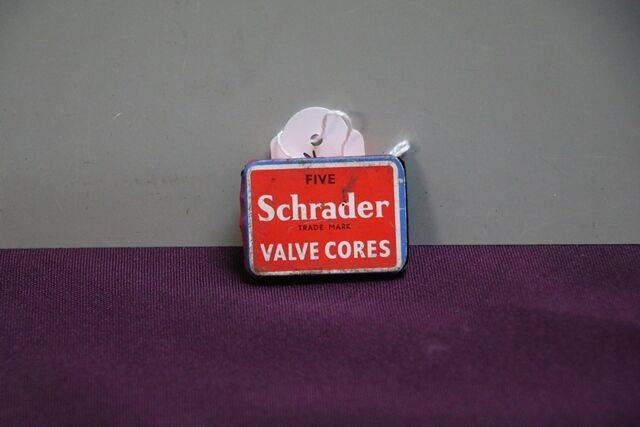 FIVE
Schrader
TRADE MARK
VALVE CORES